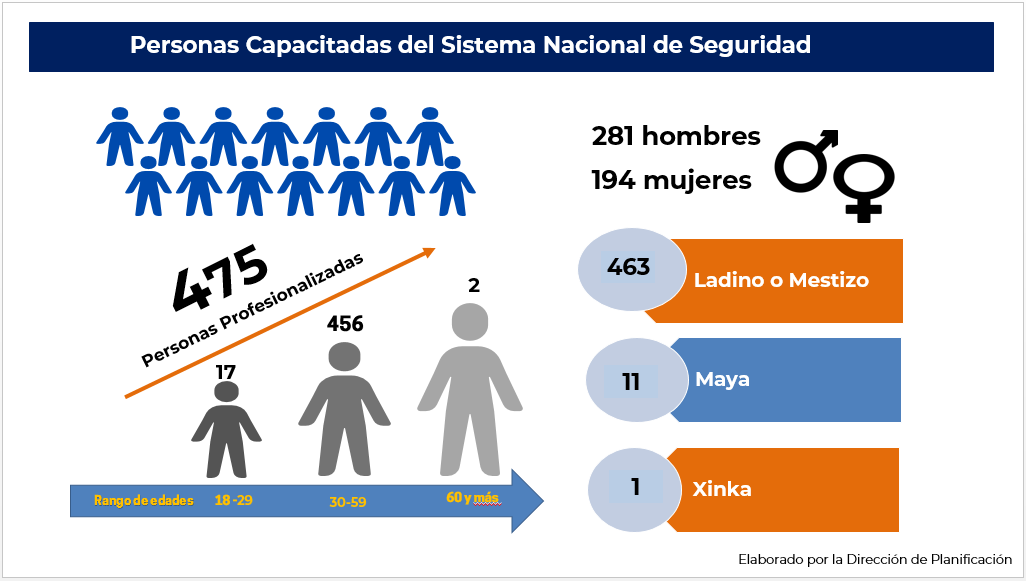 Personas Capacitadas del Sistema Nacional de Seguridad
281 hombres
194 mujeres
475
Personas Profesionalizadas
17
456
2
Rango de edades
18 -29
30-59
60 y más
463
Ladino o Mestizo
11
Maya
1
Xinka
Elaborado por la Dirección de Planificación